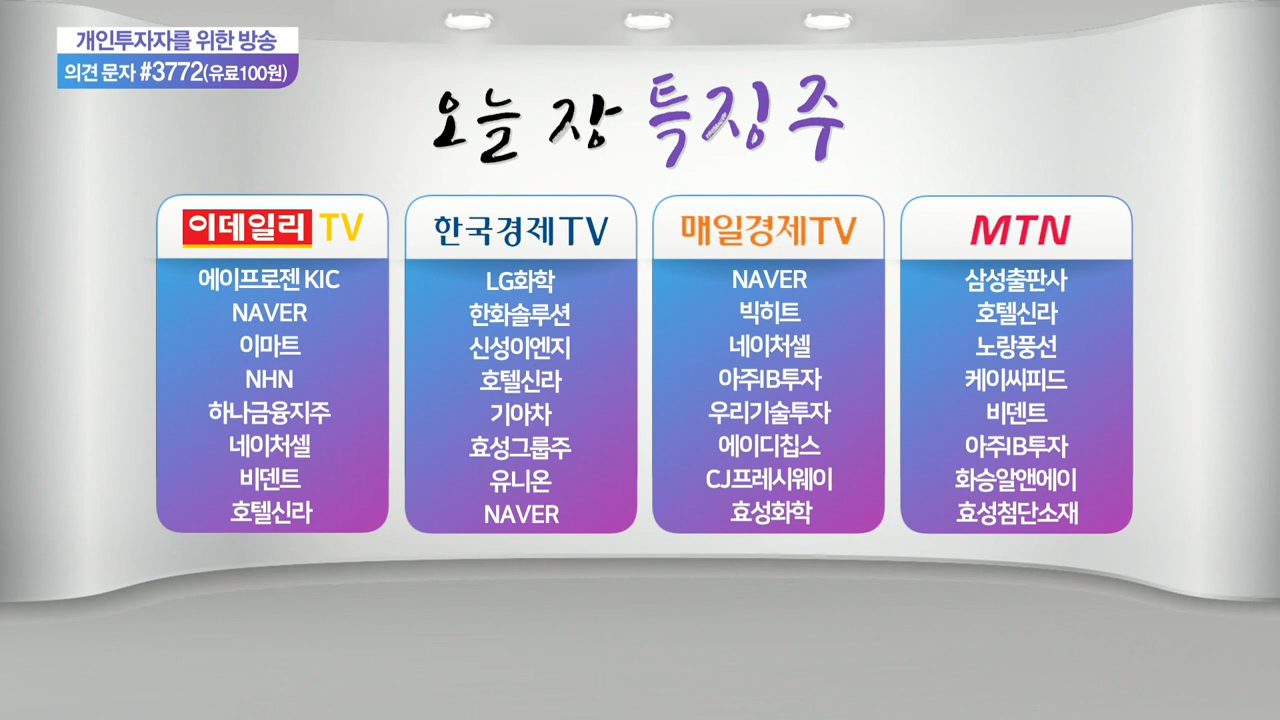 개인투자자를 위한 방송
의견 문자 #3772(유료100원)
오늘 장 특징주
이데일리 TV
에이프로젠 KIC
NAVER
이마트
NHN
하나금융지주
네이처셀
비덴트
호텔신라
한국경제TV
LG화학
한화솔루션
신성이엔지
호텔신라
기아차
효성그룹주
유니온
NAVER
매일경제TV
NAVER
빅히트
네이처셀
아주IB투자
우리기술투자
에이디칩스
CJ프레시웨이
효성화학
MTN
삼성출판사
호텔신라
노랑풍선
케이씨피드
비덴트
아주IB투자
화승알앤에이
효성첨단소재